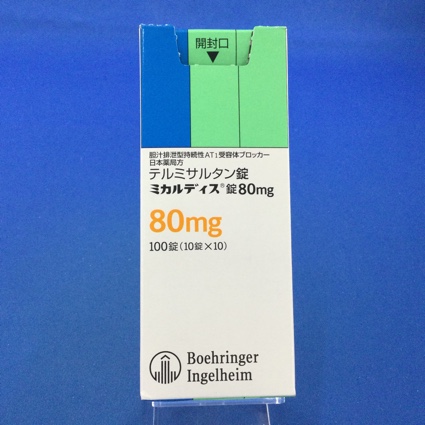 開封口
▼
胆汁排泄型持続性AT₁受容体ブロッカー
日本薬局方
テルミサルタン錠
ミカルディス®錠80mg
80mg
100錠(10錠×10)
Boehringer
Ingelheim